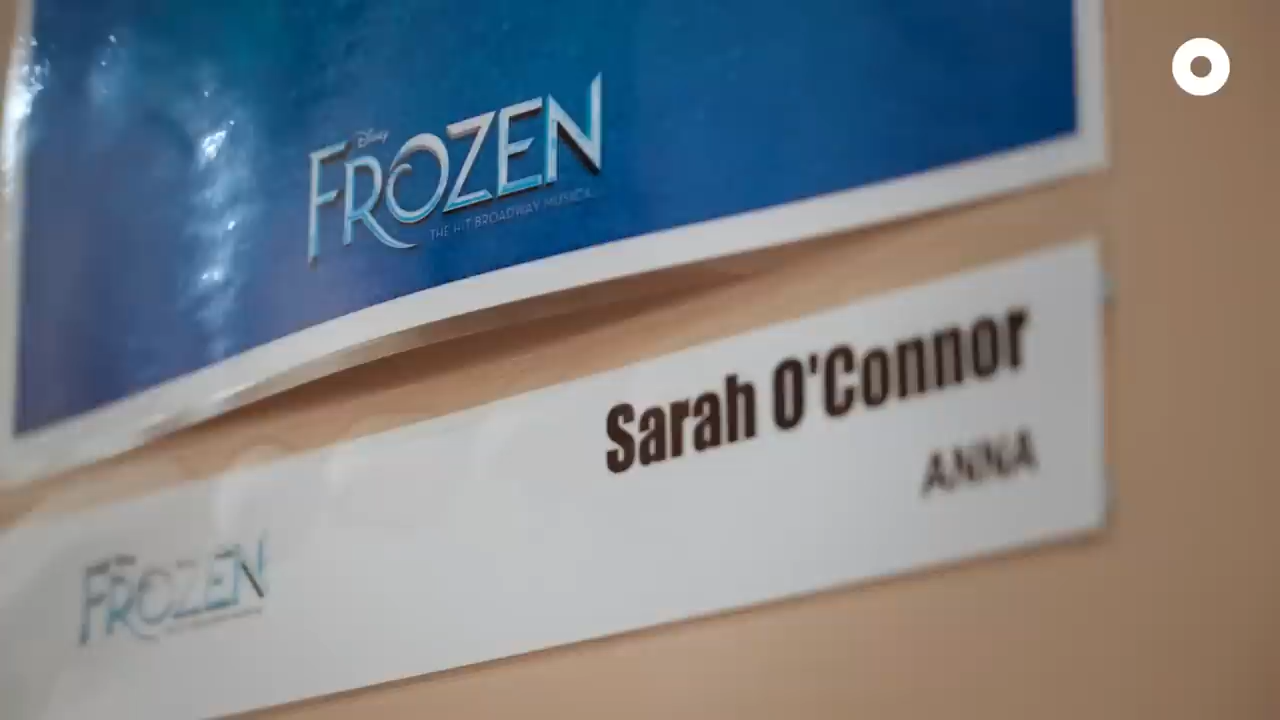 Disney
FROZEN
THE HIT BROADWAY MUSICAL
Sarah O'Connor
ANNA
FROZEN